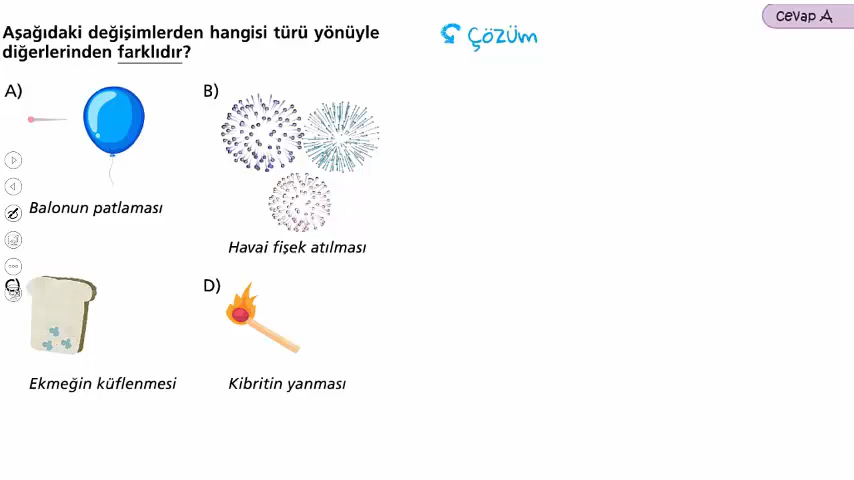 Aşağıdaki değişimlerden hangisi türü yönüyle
diğerlerinden farklıdır?
Çözüm
Cevap A
A)
Balonun patlaması
B)
Havai fişek atılması
C)
Ekmeğin küflenmesi
D)
Kibritin yanması